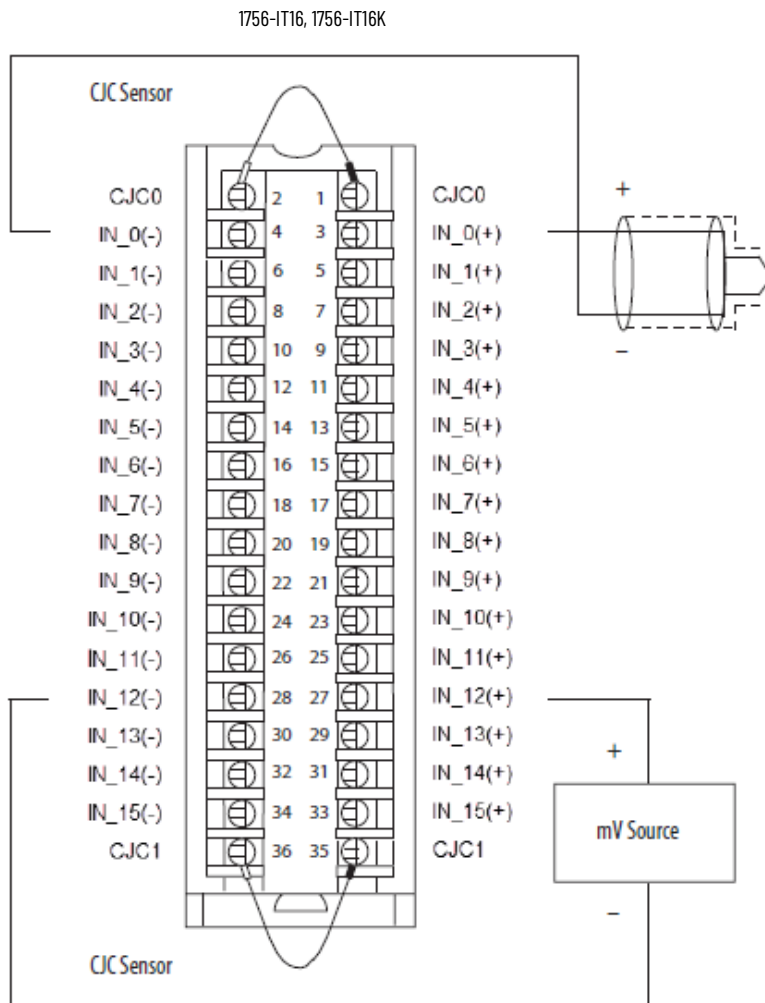 1756-IT16, 1756-IT16K
CJC Sensor
CJC0 2 1 CJC0 +
IN_0(-) 4 3 IN_0(+)
IN_1(-) 6 5 IN_1(+)
IN_2(-) 8 7 IN_2(+)
IN_3(-) 10 9 IN_3(+) –
IN_4(-) 12 11 IN_4(+)
IN_5(-) 14 13 IN_5(+)
IN_6(-) 16 15 IN_6(+)
IN_7(-) 18 17 IN_7(+)
IN_8(-) 20 19 IN_8(+)
IN_9(-) 22 21 IN_9(+)
IN_10(-) 24 23 IN_10(+)
IN_11(-) 26 25 IN_11(+)
IN_12(-) 28 27 IN_12(+)
IN_13(-) 30 29 IN_13(+) +
IN_14(-) 32 31 IN_14(+)
IN_15(-) 34 33 IN_15(+) mV Source
CJC1 36 35 CJC1
–
CJC Sensor